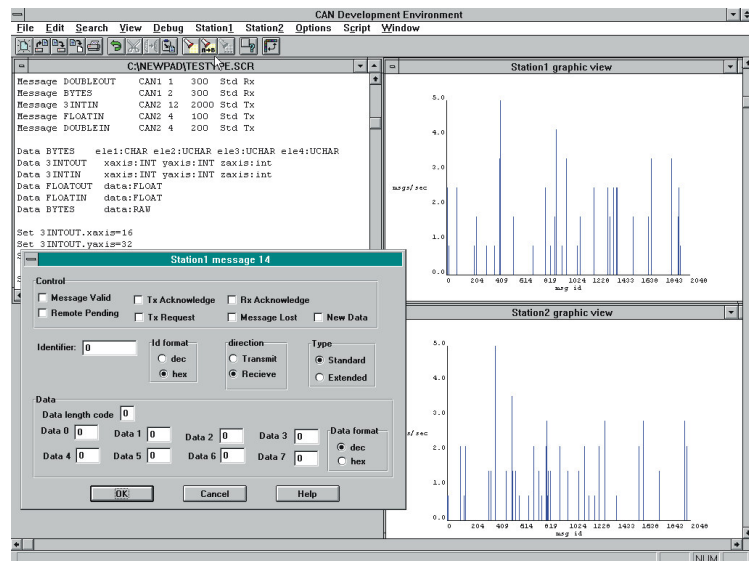 CAN Development Environment
File Edit Search View Debug Station1 Station2 Options Script Window
C:\NEWPAD\TESTYPE.SCR
Message DOUBLEOUT CAN1 1 300 Std Rx
Message BYTES CAN1 2 300 Std Rx
Message 3INTIN CAN2 12 2000 Std Tx
Message FLOATIN CAN2 4 100 Std Tx
Message DOUBLEIN CAN2 4 200 Std Tx
Data BYTES ele1:CHAR ele2:UCHAR ele3:UCHAR ele4:UCHAR
Data 3INTOUT xaxis:INT yaxis:INT zaxis:int
Data 3INTIN xaxis:INT yaxis:INT zaxis:int
Data FLOATOUT data:FLOAT
Data FLOATIN data:FLOAT
Data BYTES data:RAW
Set 3INTOUT.xaxis=16
Set 3INTOUT.yaxis=32
Station1 message 14
Control
Message Valid Tx Acknowledge Rx Acknowledge
Remote Pending Tx Request Message Lost New Data
Identifier: 0
Id format
dec
hex
direction
Transmit
Recieve
Type
Standard
Extended
Data
Data length code 0
Data 0 0 Data 1 0 Data 2 0 Data 3 0
Data 4 0 Data 5 0 Data 6 0 Data 7 0
Data format
dec
hex
OK Cancel Help
Station1 graphic view
5.0
4.0
3.0
msgs/sec
2.0
1.0
0.0
0 204 409 614 819 1024 1228 1433 1638 1843 2048
msg id
Station2 graphic view
5.0
4.0
3.0
s/sec
2.0
1.0
0.0
0 204 409 614 819 1024 1228 1433 1638 1843 2048
msg id
NUM